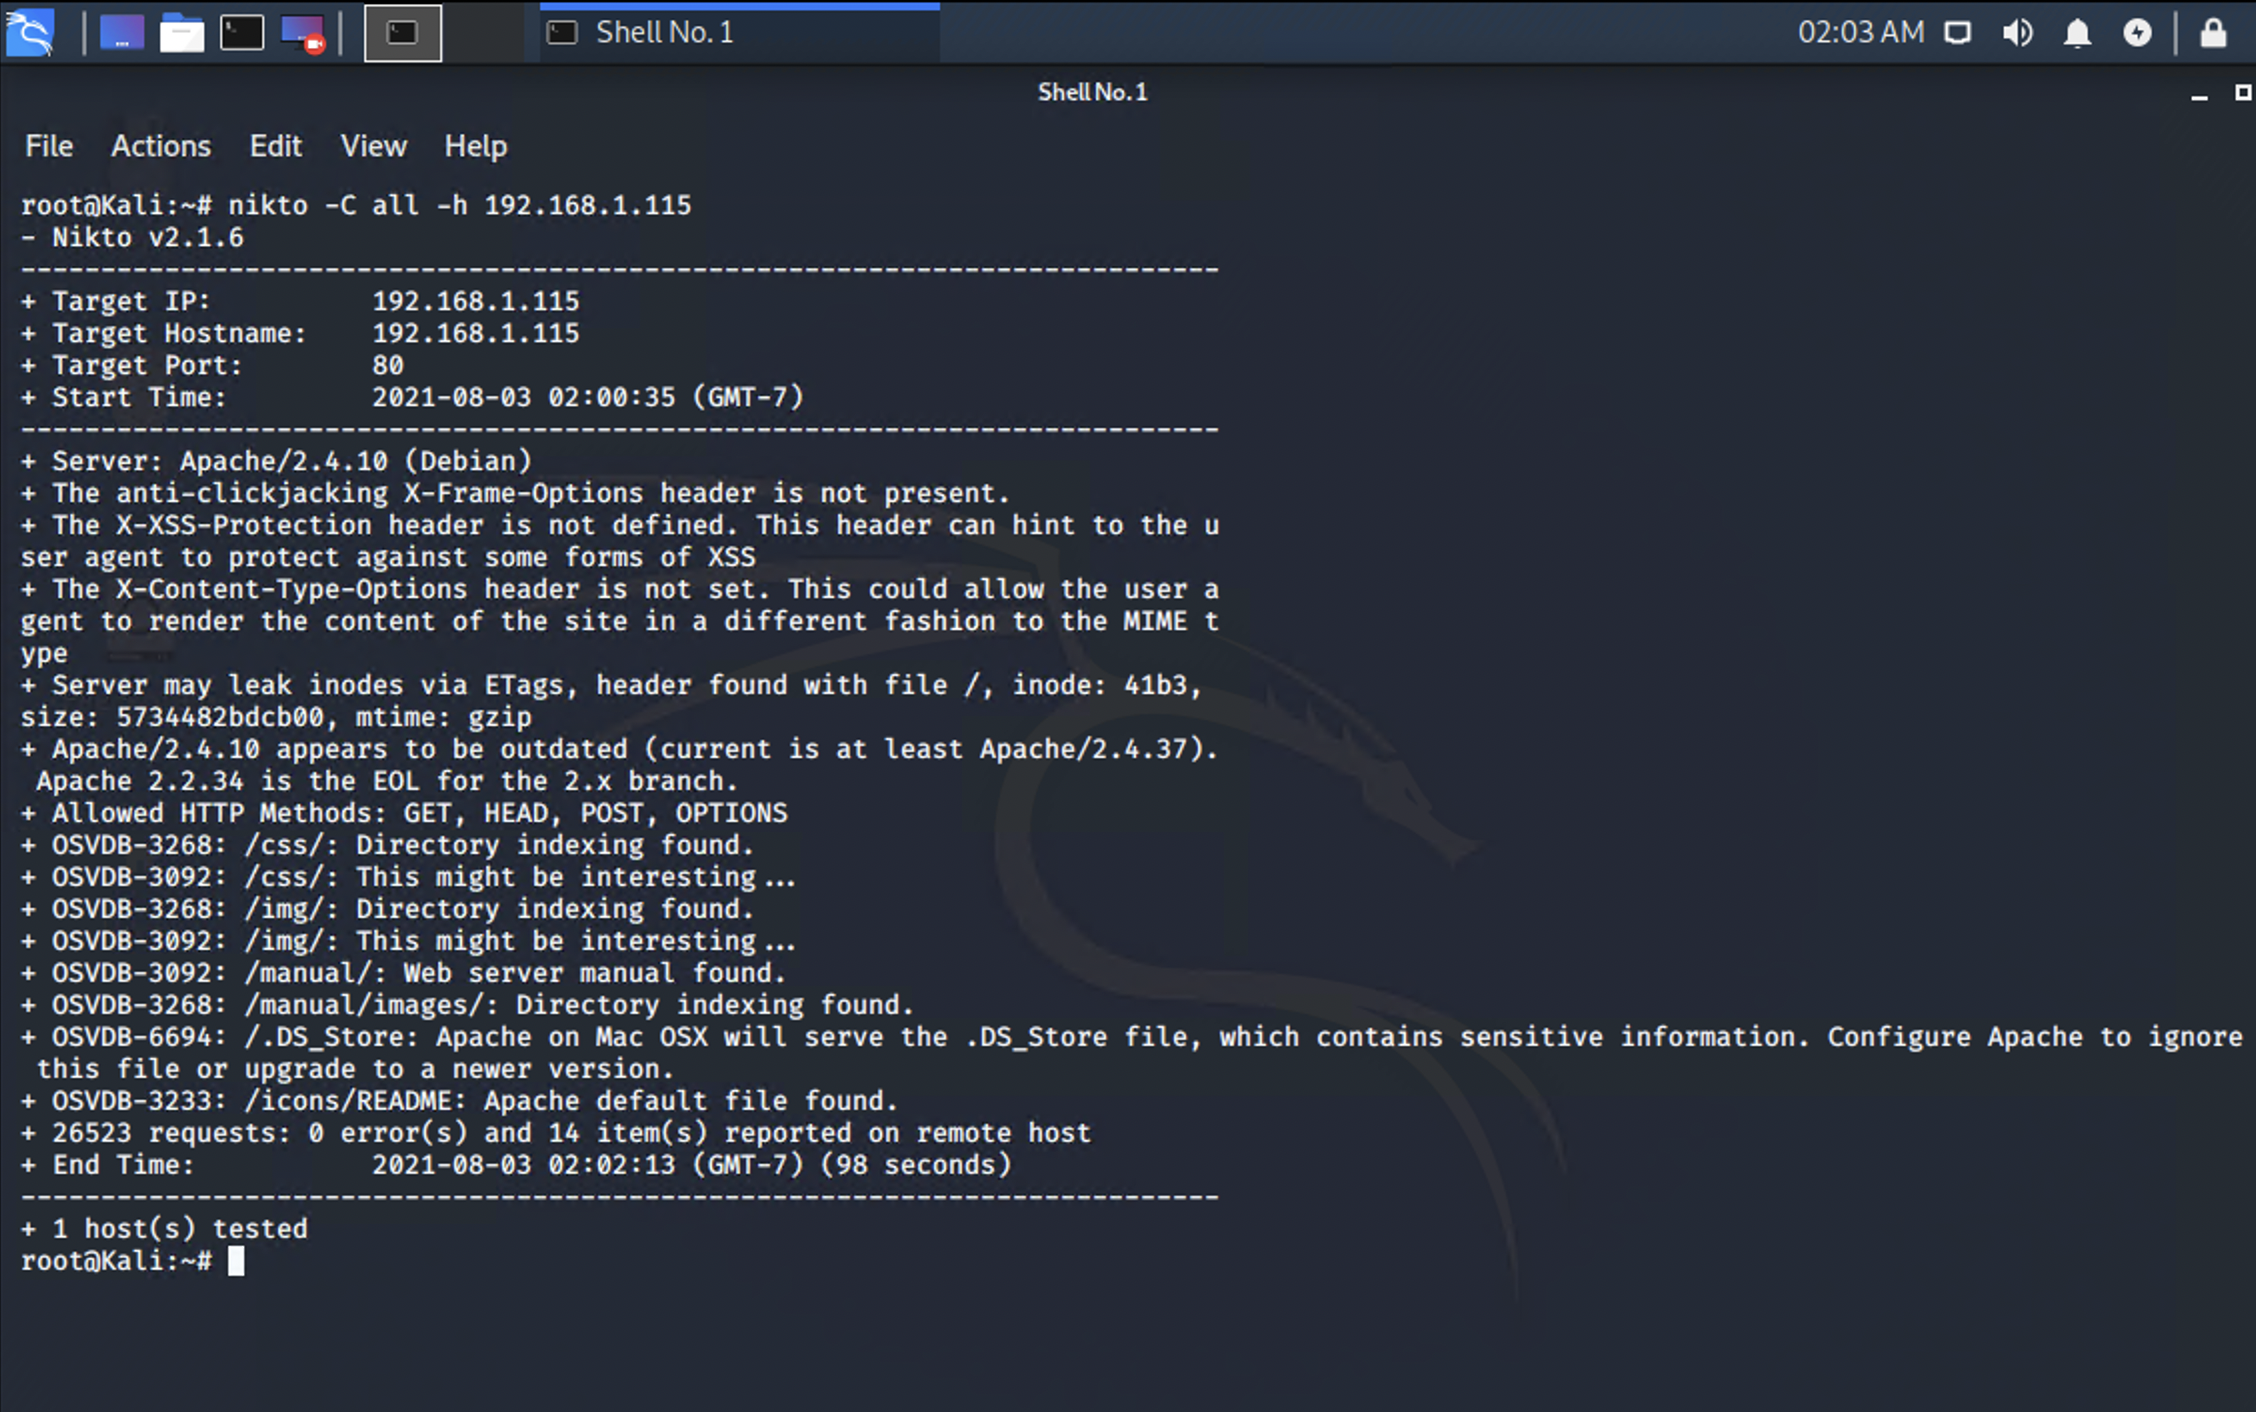 Shell No. 1
02:03 AM
Shell No. 1
File Actions Edit View Help
root@Kali:~# nikto -C all -h 192.168.1.115
- Nikto v2.1.6
---------------------------------------------------------------------------
+ Target IP:          192.168.1.115
+ Target Hostname:    192.168.1.115
+ Target Port:        80
+ Start Time:         2021-08-03 02:00:35 (GMT-7)
---------------------------------------------------------------------------
+ Server: Apache/2.4.10 (Debian)
+ The anti-clickjacking X-Frame-Options header is not present.
+ The X-XSS-Protection header is not defined. This header can hint to the u
ser agent to protect against some forms of XSS
+ The X-Content-Type-Options header is not set. This could allow the user a
gent to render the content of the site in a different fashion to the MIME t
ype
+ Server may leak inodes via ETags, header found with file /, inode: 41b3,
size: 5734482bdcb00, mtime: gzip
+ Apache/2.4.10 appears to be outdated (current is at least Apache/2.4.37).
 Apache 2.2.34 is the EOL for the 2.x branch.
+ Allowed HTTP Methods: GET, HEAD, POST, OPTIONS
+ OSVDB-3268: /css/: Directory indexing found.
+ OSVDB-3092: /css/: This might be interesting...
+ OSVDB-3268: /img/: Directory indexing found.
+ OSVDB-3092: /img/: This might be interesting...
+ OSVDB-3092: /manual/: Web server manual found.
+ OSVDB-3268: /manual/images/: Directory indexing found.
+ OSVDB-6694: /.DS_Store: Apache on Mac OSX will serve the .DS_Store file, which contains sensitive information. Configure Apache to ignore
 this file or upgrade to a newer version.
+ OSVDB-3233: /icons/README: Apache default file found.
+ 26523 requests: 0 error(s) and 14 item(s) reported on remote host
+ End Time:           2021-08-03 02:02:13 (GMT-7) (98 seconds)
---------------------------------------------------------------------------
+ 1 host(s) tested
root@Kali:~#